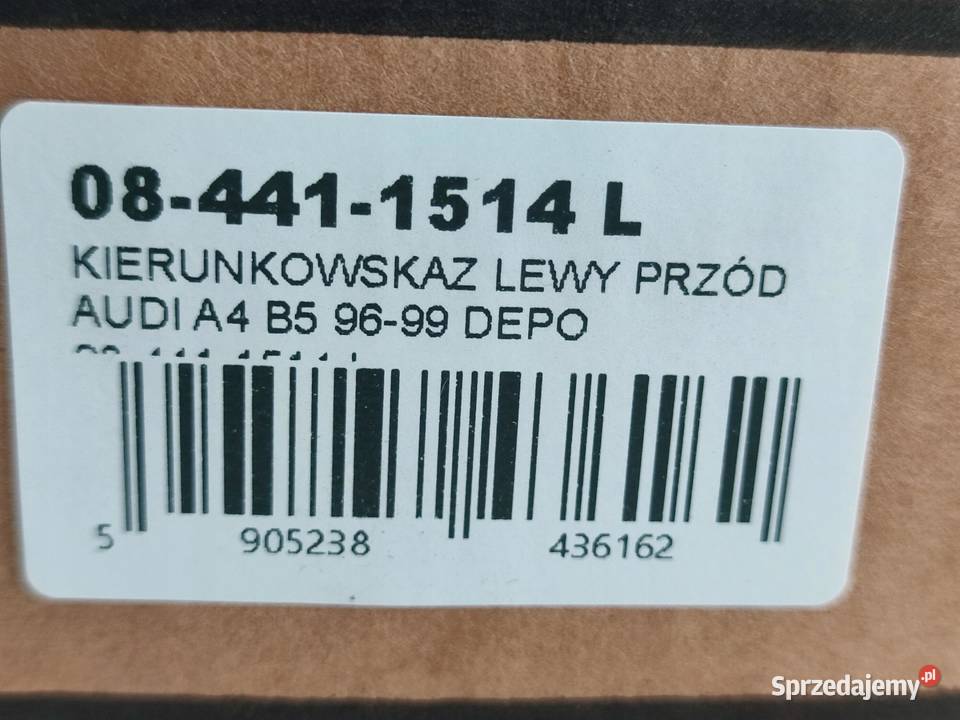 08-441-1514 L
KIERUNKOWSKAZ LEWY PRZÓD
AUDI A4 B5 96-99 DEPO
5 905238 436162
Sprzedajemy.pl